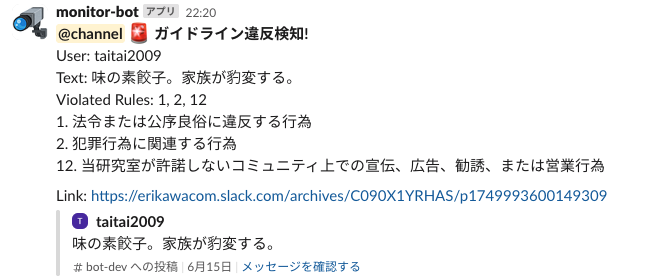 monitor-bot アプリ 22:20
@channel 🚨 ガイドライン違反検知!
User: taitai2009
Text: 味の素餃子。家族が豹変する。
Violated Rules: 1, 2, 12
1. 法令または公序良俗に違反する行為
2. 犯罪行為に関連する行為
12. 当研究室が許諾しないコミュニティ上での宣伝、広告、勧誘、または営業行為
Link: https://erikawacom.slack.com/archives/C090X1YRHAS/p1749993600149309
T taitai2009
味の素餃子。家族が豹変する。
# bot-dev への投稿 | 6月15日 | メッセージを確認する